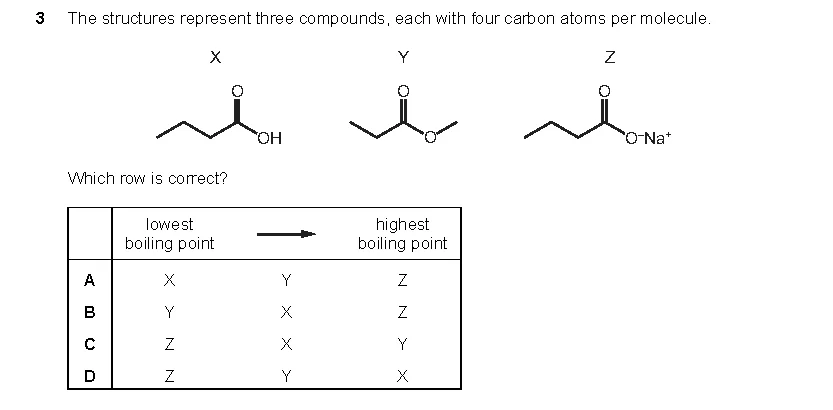 3 The structures represent three compounds, each with four carbon atoms per molecule.
X Y Z
O O O
OH O O⁻Na⁺
Which row is correct?
lowest boiling point highest boiling point
A X Y Z
B Y X Z
C Z X Y
D Z Y X